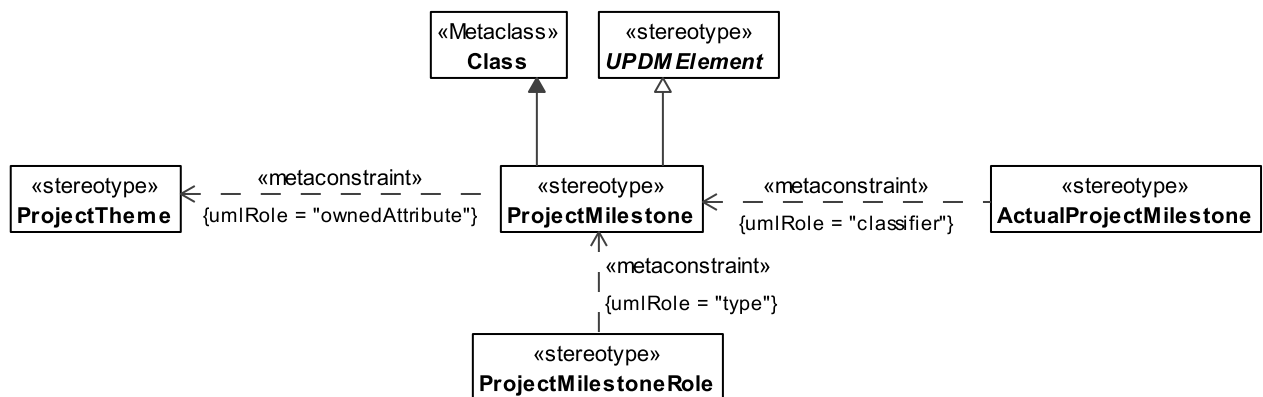 «Metaclass»
Class
«stereotype»
UPDMElement
«stereotype»
ProjectTheme
«metaconstraint»
{umlRole = "ownedAttribute"}
«stereotype»
ProjectMilestone
«metaconstraint»
{umlRole = "classifier"}
«stereotype»
ActualProjectMilestone
«metaconstraint»
{umlRole = "type"}
«stereotype»
ProjectMilestoneRole